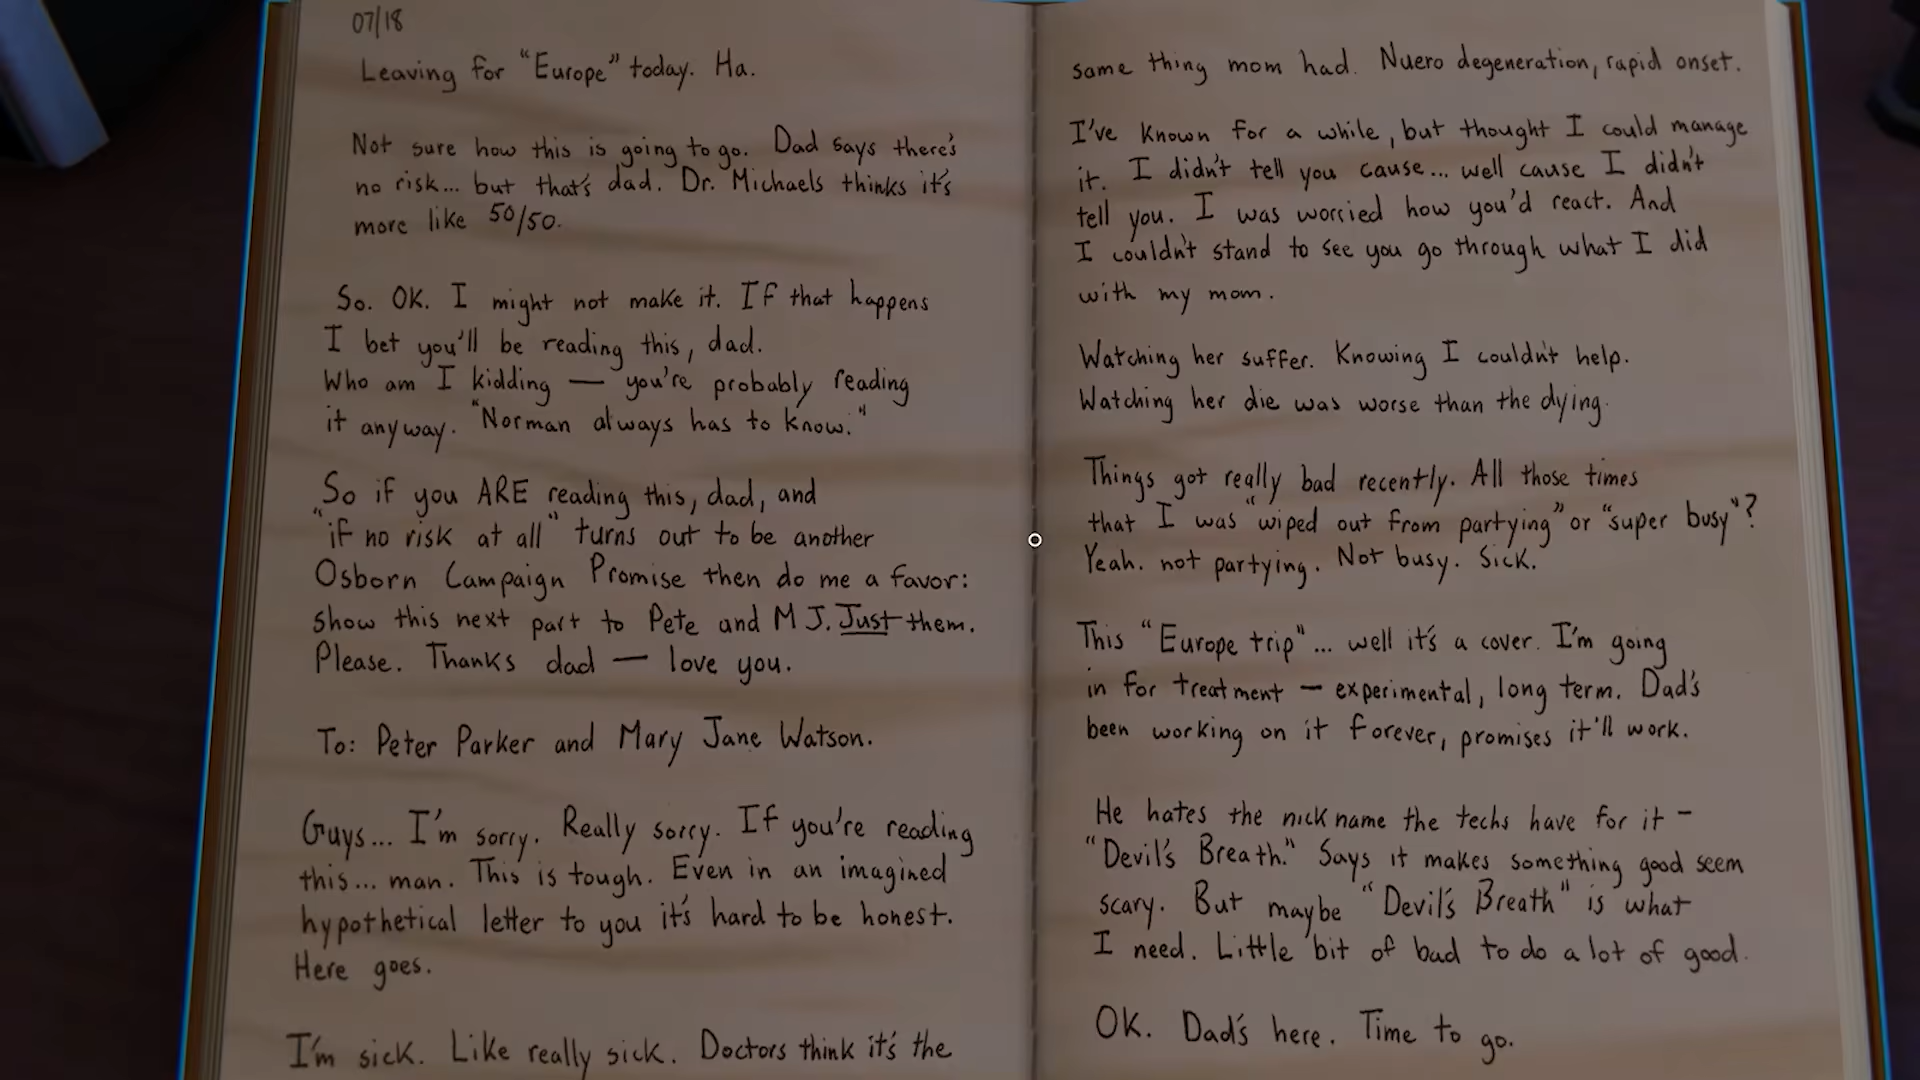 07/18
Leaving for "Europe" today. Ha.
Not sure how this is going to go. Dad says there's
no risk... but that's dad. Dr. Michaels thinks it's
more like 50/50.
So. OK. I might not make it. If that happens
I bet you'll be reading this, dad.
Who am I kidding — you're probably reading
it anyway. "Norman always has to know."
So if you ARE reading this, dad, and
"if no risk at all" turns out to be another
Osborn Campaign Promise then do me a favor:
show this next part to Pete and MJ. Just them.
Please. Thanks dad — love you.
To: Peter Parker and Mary Jane Watson.
Guys... I'm sorry. Really sorry. If you're reading
this... man. This is tough. Even in an imagined
hypothetical letter to you it's hard to be honest.
Here goes.
I'm sick. Like really sick. Doctors think it's the
same thing mom had. Nuero degeneration, rapid onset.
I've known for a while, but thought I could manage
it. I didn't tell you cause... well cause I didn't
tell you. I was worried how you'd react. And
I couldn't stand to see you go through what I did
with my mom.
Watching her suffer. Knowing I couldn't help.
Watching her die was worse than the dying.
Things got really bad recently. All those times
that I was "wiped out from partying" or "super busy"?
Yeah. not partying. Not busy. Sick.
This "Europe trip"... well it's a cover. I'm going
in for treatment — experimental, long term. Dad's
been working on it forever, promises it'll work.
He hates the nickname the techs have for it -
"Devil's Breath." Says it makes something good seem
scary. But maybe "Devil's Breath" is what
I need. Little bit of bad to do a lot of good.
OK. Dad's here. Time to go.